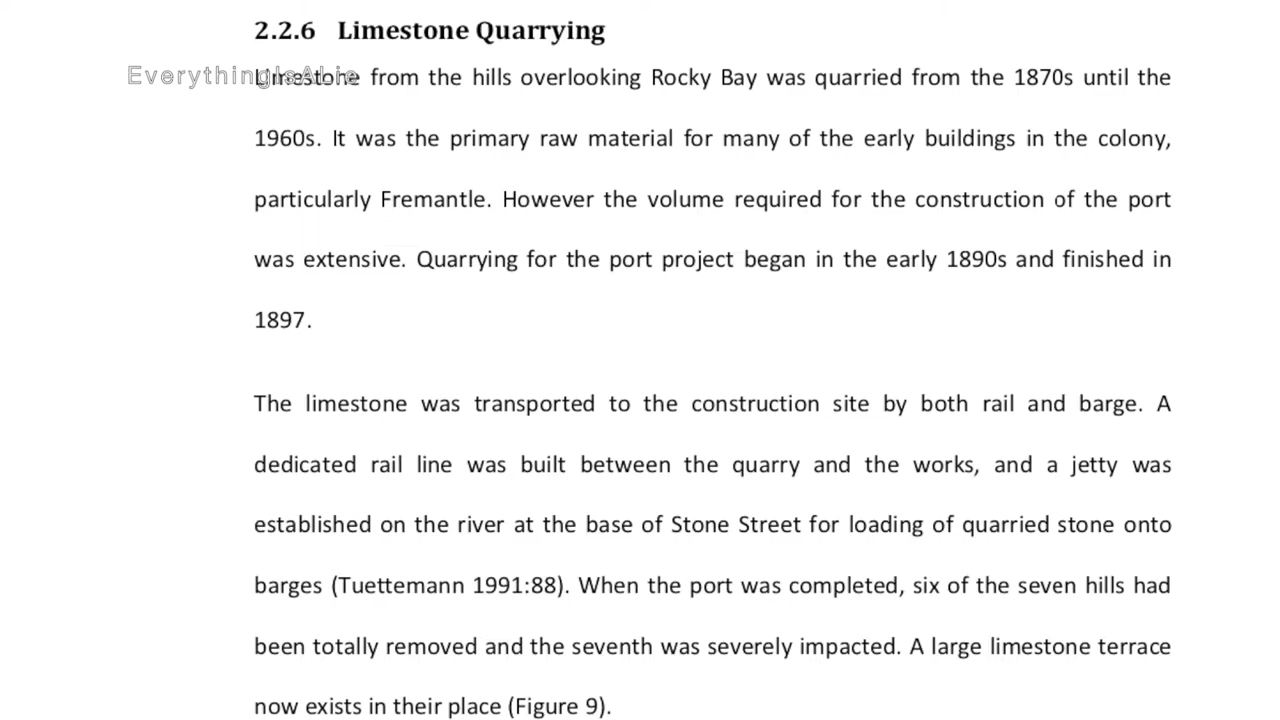 2.2.6 Limestone Quarrying
EverythingIsAbie
Limestone from the hills overlooking Rocky Bay was quarried from the 1870s until the
1960s. It was the primary raw material for many of the early buildings in the colony,
particularly Fremantle. However the volume required for the construction of the port
was extensive. Quarrying for the port project began in the early 1890s and finished in
1897.
The limestone was transported to the construction site by both rail and barge. A
dedicated rail line was built between the quarry and the works, and a jetty was
established on the river at the base of Stone Street for loading of quarried stone onto
barges (Tuettemann 1991:88). When the port was completed, six of the seven hills had
been totally removed and the seventh was severely impacted. A large limestone terrace
now exists in their place (Figure 9).